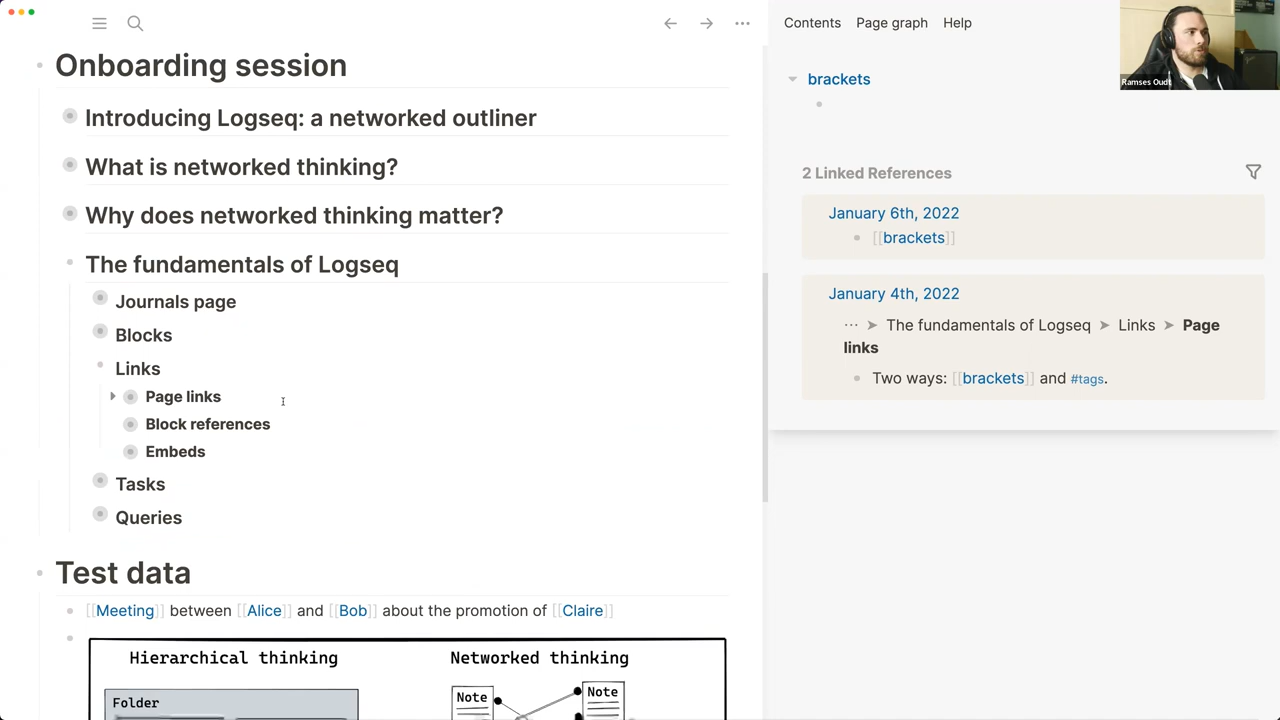 Onboarding session
Introducing Logseq: a networked outliner
What is networked thinking?
Why does networked thinking matter?
The fundamentals of Logseq
Journals page
Blocks
Links
Page links
Block references
Embeds
Tasks
Queries
Test data
[[Meeting]] between [[Alice]] and [[Bob]] about the promotion of [[Claire]]
Hierarchical thinking
Networked thinking
Folder
Note
Note
Contents Page graph Help
brackets
2 Linked References
January 6th, 2022
[[brackets]]
January 4th, 2022
··· ➤ The fundamentals of Logseq ➤ Links ➤ Page
links
Two ways: [[brackets]] and #tags.
Ramses Oudt